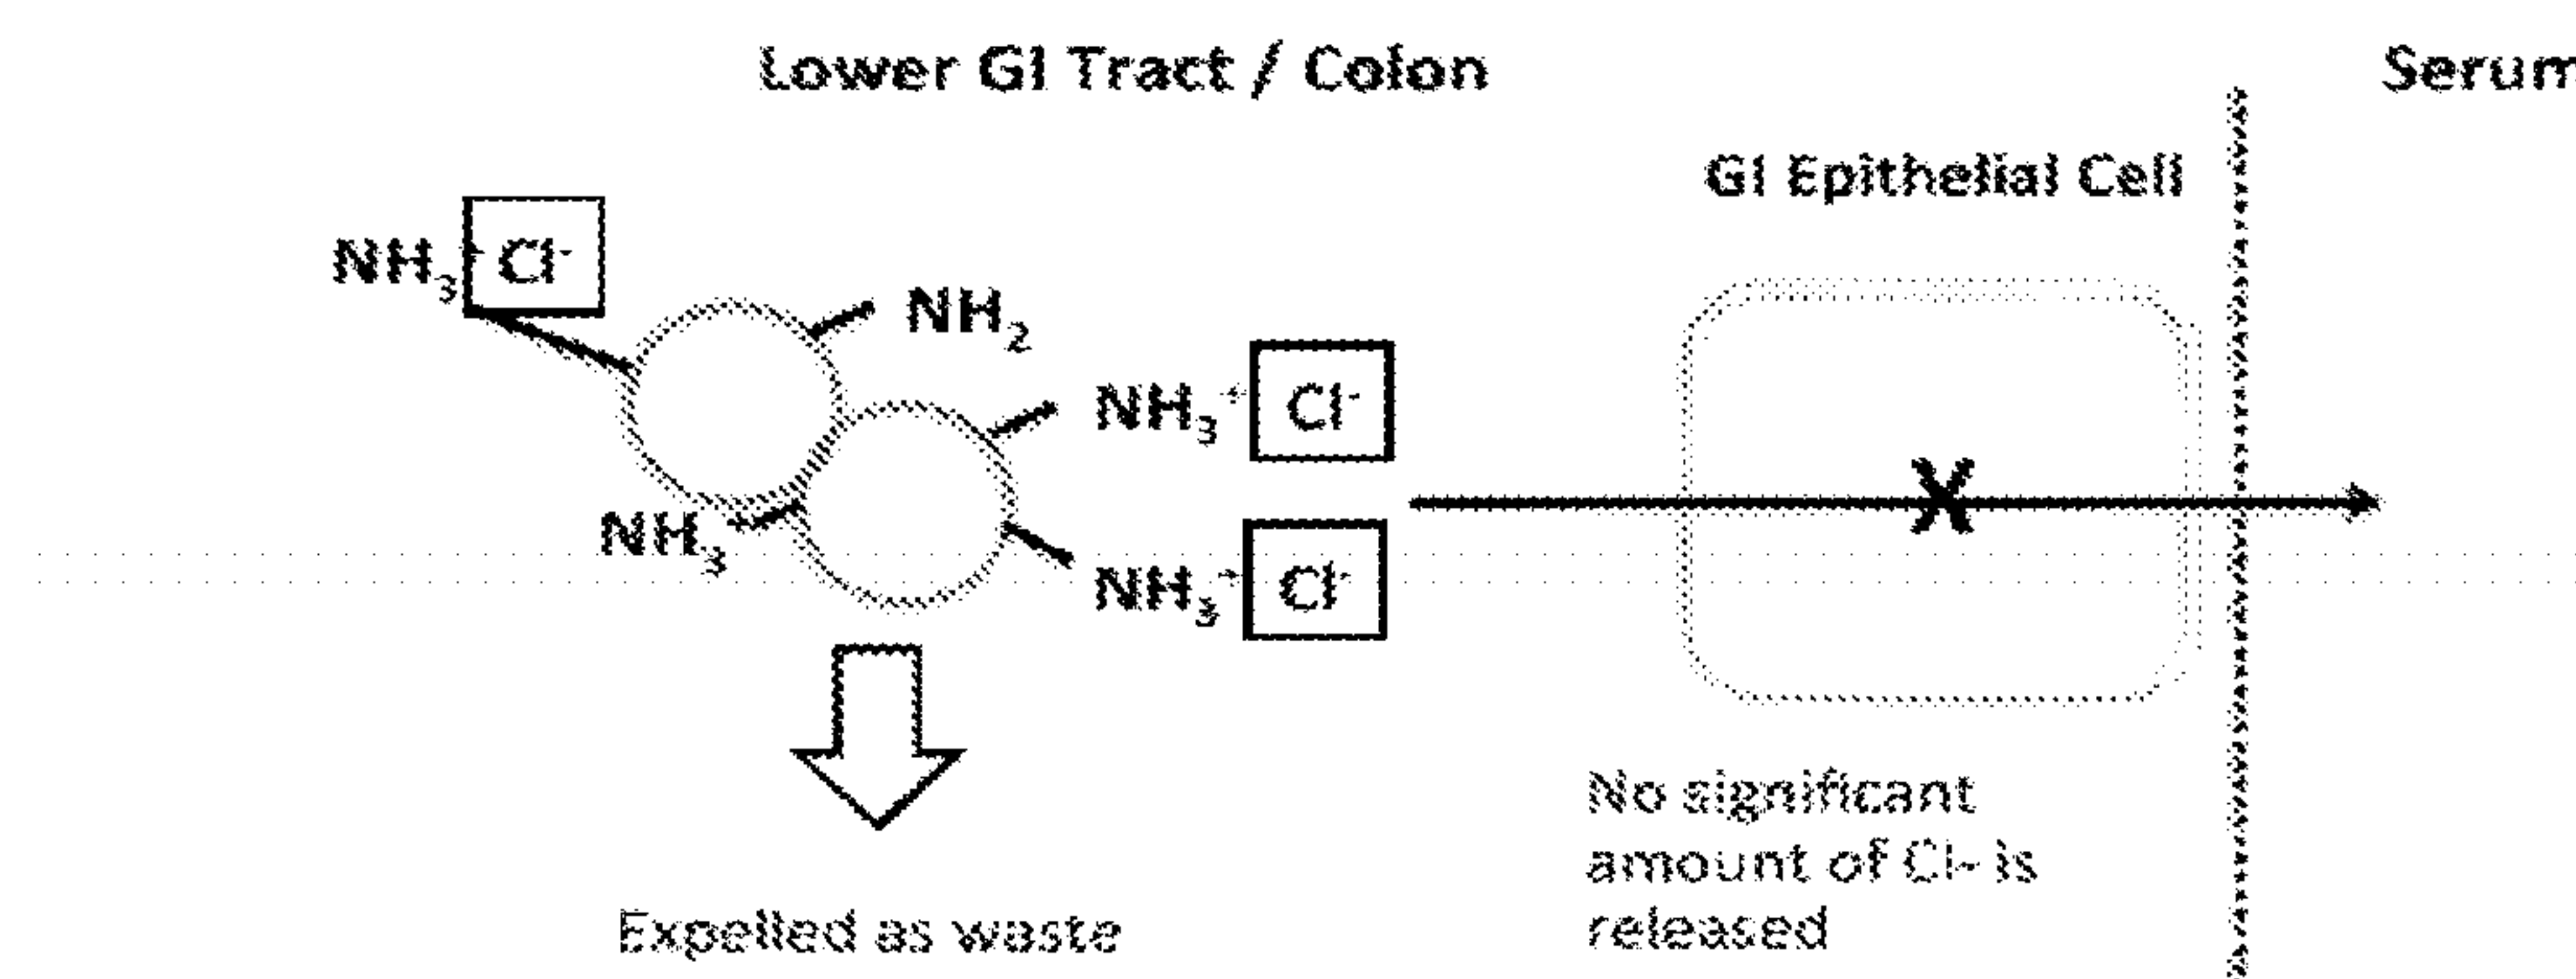 Lower GI Tract / Colon
Serum
GI Epithelial Cell
NH₃⁺ Cl⁻
NH₂
NH₃⁺ Cl⁻
X
NH₃
NH₃⁺ Cl⁻
No significant
amount of Cl- is
released
Expelled as waste